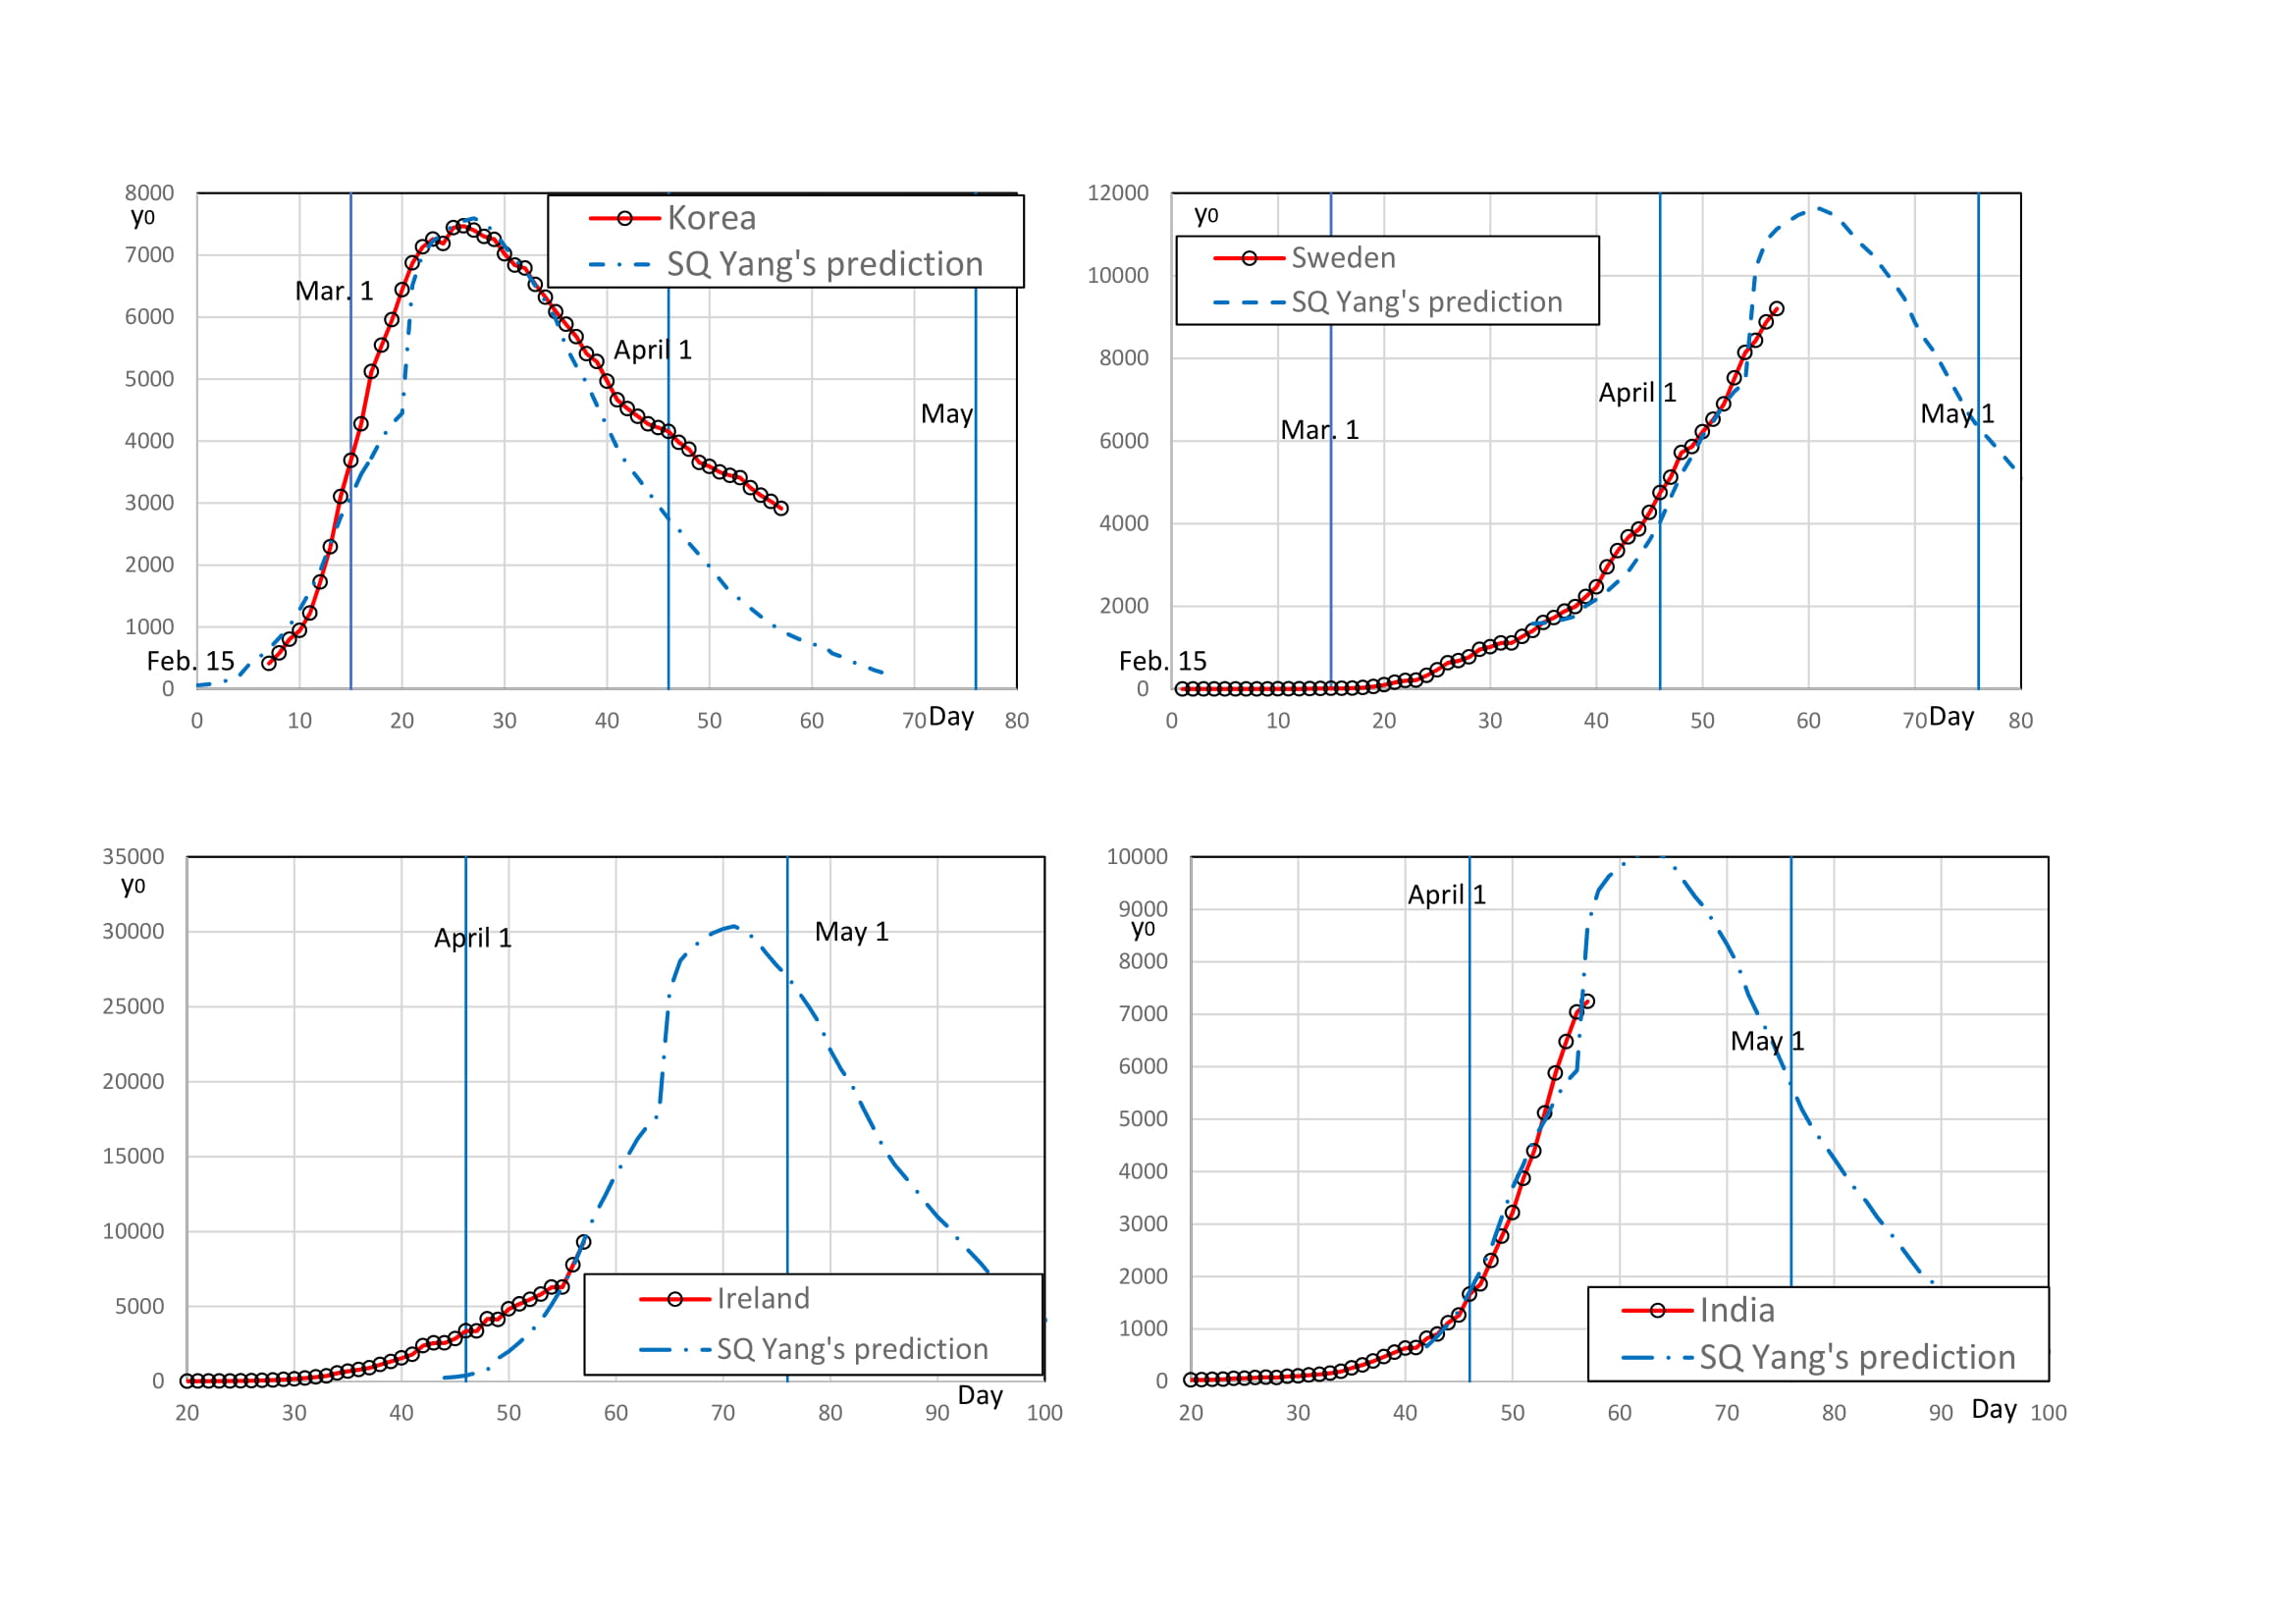 8000
y0
7000
6000
5000
4000
3000
2000
1000
0
Korea
SQ Yang's prediction
Mar. 1
April 1
May
Feb. 15
0 10 20 30 40 50 60 70 Day 80
12000
y0
10000
8000
6000
4000
2000
0
Sweden
SQ Yang's prediction
April 1
Mar. 1
May 1
Feb. 15
0 10 20 30 40 50 60 70 Day 80
35000
y0
30000
25000
20000
15000
10000
5000
0
April 1
May 1
Ireland
SQ Yang's prediction
Day
20 30 40 50 60 70 80 90 100
10000
9000
y0
8000
7000
6000
5000
4000
3000
2000
1000
0
April 1
May 1
India
SQ Yang's prediction
20 30 40 50 60 70 80 90 Day 100